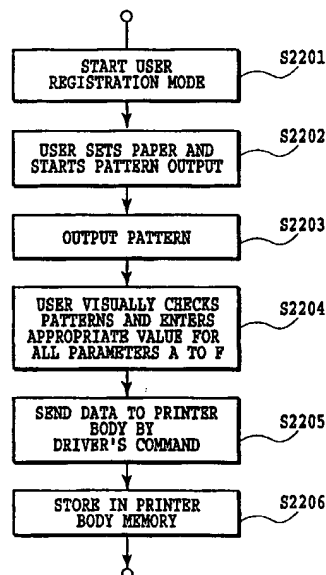 S2201
START USER
REGISTRATION MODE
S2202
USER SETS PAPER AND
STARTS PATTERN OUTPUT
S2203
OUTPUT PATTERN
S2204
USER VISUALLY CHECKS
PATTERNS AND ENTERS
APPROPRIATE VALUE FOR
ALL PARAMETERS A TO F
S2205
SEND DATA TO PRINTER
BODY BY
DRIVER'S COMMAND
S2206
STORE IN PRINTER
BODY MEMORY